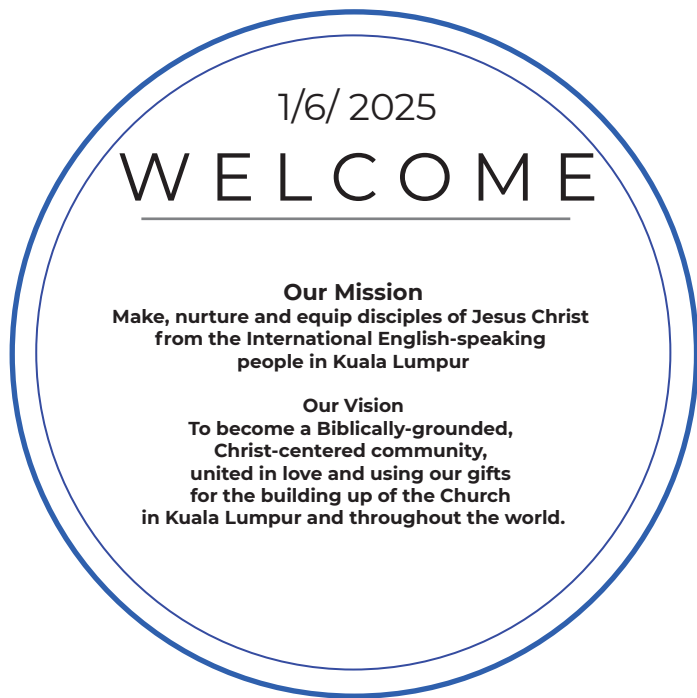 1/6/ 2025
WELCOME
Our Mission
Make, nurture and equip disciples of Jesus Christ
from the International English-speaking
people in Kuala Lumpur
Our Vision
To become a Biblically-grounded,
Christ-centered community,
united in love and using our gifts
for the building up of the Church
in Kuala Lumpur and throughout the world.